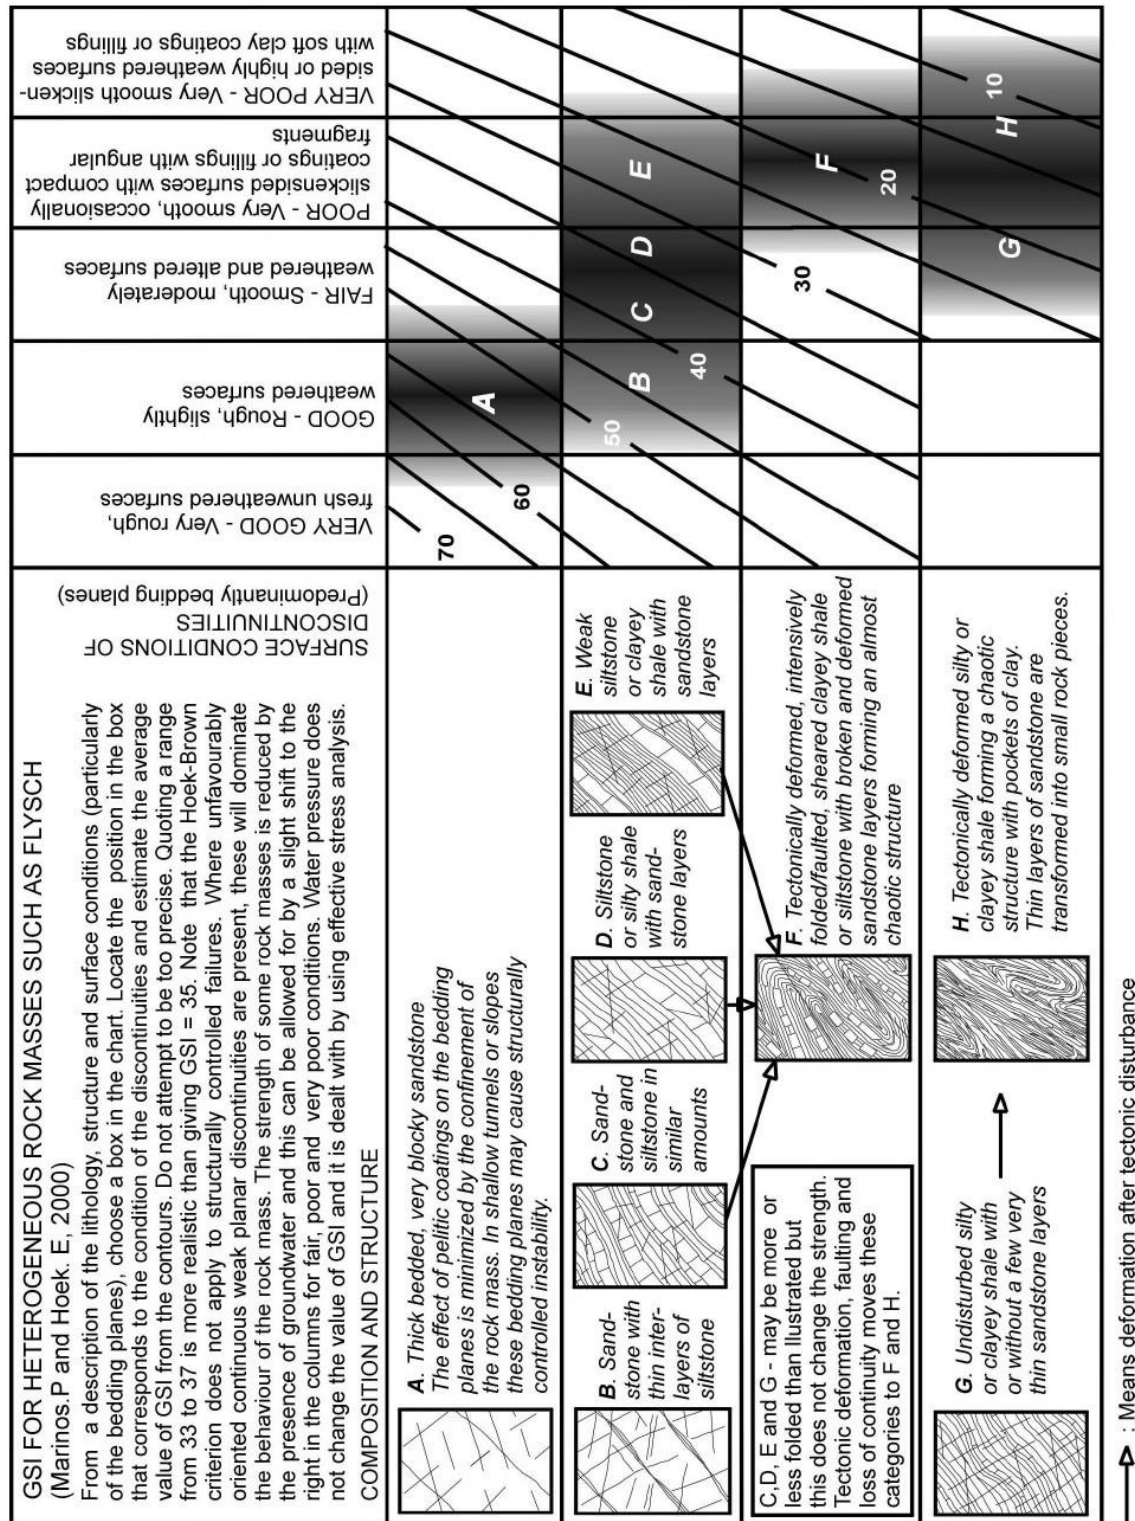 GSI FOR HETEROGENEOUS ROCK MASSES SUCH AS FLYSCH
(Marinos.P and Hoek. E, 2000)
From a description of the lithology, structure and surface conditions (particularly
of the bedding planes), choose a box in the chart. Locate the position in the box
that corresponds to the condition of the discontinuities and estimate the average
value of GSI from the contours. Do not attempt to be too precise. Quoting a range
from 33 to 37 is more realistic than giving GSI = 35. Note that the Hoek-Brown
criterion does not apply to structurally controlled failures. Where unfavourably
oriented continuous weak planar discontinuities are present, these will dominate
the behaviour of the rock mass. The strength of some rock masses is reduced by
the presence of groundwater and this can be allowed for by a slight shift to the
right in the columns for fair, poor and very poor conditions. Water pressure does
not change the value of GSI and it is dealt with by using effective stress analysis.
COMPOSITION AND STRUCTURE
SURFACE CONDITIONS OF
DISCONTINUITIES
(Predominantly bedding planes)
VERY GOOD - Very rough,
fresh unweathered surfaces
GOOD - Rough, slightly
weathered surfaces
FAIR - Smooth, moderately
weathered and altered surfaces
POOR - Very smooth, occasionally
slickensided surfaces with compact
coatings or fillings with angular
fragments
VERY POOR - Very smooth slicken-
sided or highly weathered surfaces
with soft clay coatings or fillings
A. Thick bedded, very blocky sandstone
The effect of pelitic coatings on the bedding
planes is minimized by the confinement of
the rock mass. In shallow tunnels or slopes
these bedding planes may cause structurally
controlled instability.
70
60
A
B. Sand-
stone with
thin inter-
layers of
siltstone
C. Sand-
stone and
siltstone in
similar
amounts
D. Siltstone
or silty shale
with sand-
stone layers
E. Weak
siltstone
or clayey
shale with
sandstone
layers
50
40
B
C
D
E
C,D, E and G - may be more or
less folded than llustrated but
this does not change the strength.
Tectonic deformation, faulting and
loss of continuity moves these
categories to F and H.
F. Tectonically deformed, intensively
folded/faulted, sheared clayey shale
or siltstone with broken and deformed
sandstone layers forming an almost
chaotic structure
30
20
F
G. Undisturbed silty
or clayey shale with
or without a few very
thin sandstone layers
H. Tectonically deformed silty or
clayey shale forming a chaotic
structure with pockets of clay.
Thin layers of sandstone are
transformed into small rock pieces.
G
H
10
: Means deformation after tectonic disturbance